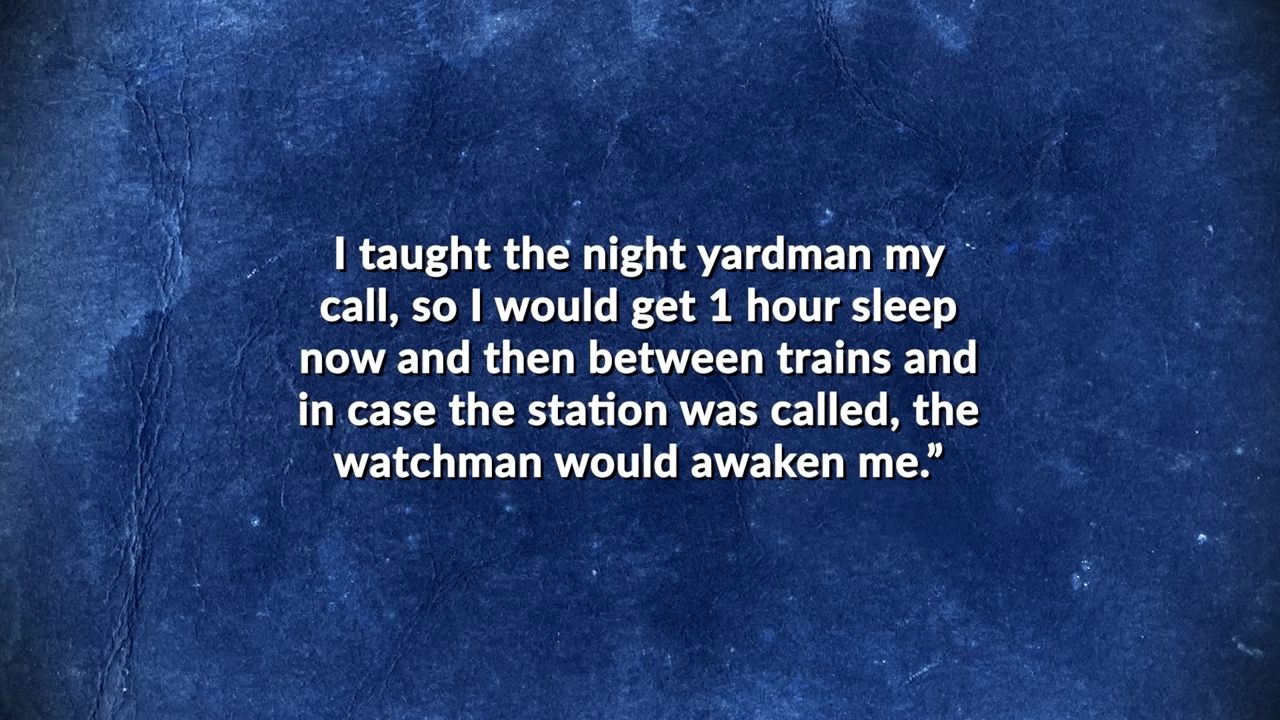 I taught the night yardman my
call, so I would get 1 hour sleep
now and then between trains and
in case the station was called, the
watchman would awaken me.”